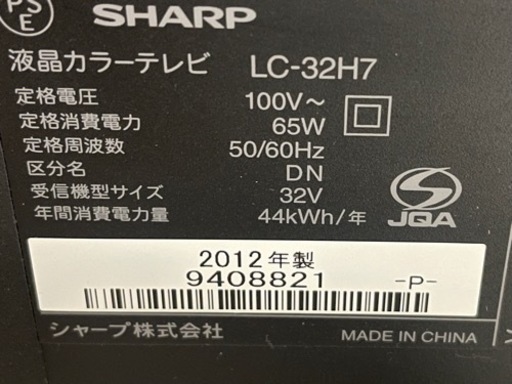 PS
E
SHARP
液晶カラーテレビ LC-32H7
定格電圧 100V～
定格消費電力 65W
定格周波数 50/60Hz
区分名 DN
受信機型サイズ 32V
年間消費電力量 44kWh/年
JQA
2012年製
9408821 -P-
シャープ株式会社 MADE IN CHINA